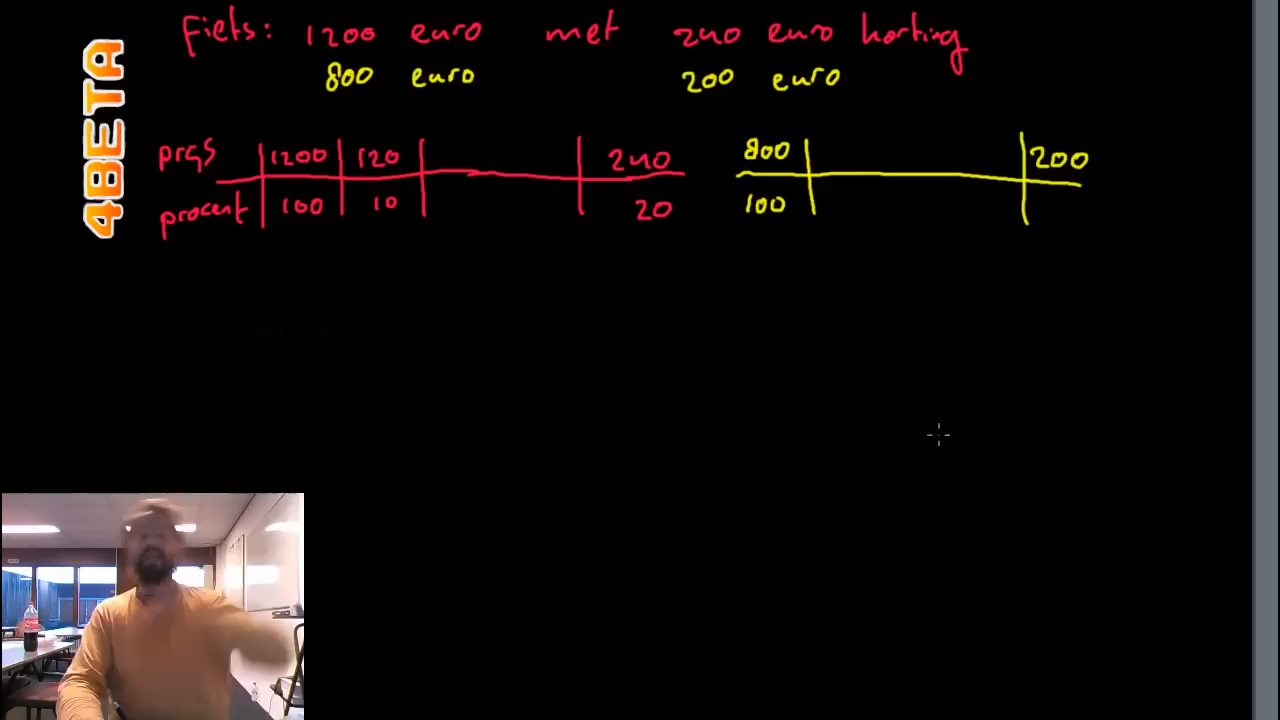 Fiets: 1200 euro met 240 euro korting
800 euro 200 euro
4BETA
prijs 1200 120 240 800 200
procent 100 10 20 100